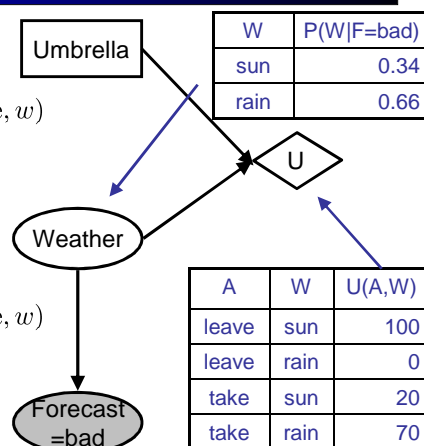 Umbrella
W P(W|F=bad)
sun 0.34
rain 0.66
e, w)
U
Weather
A W U(A,W)
leave sun 100
leave rain 0
take sun 20
take rain 70
e, w)
Forecast
=bad